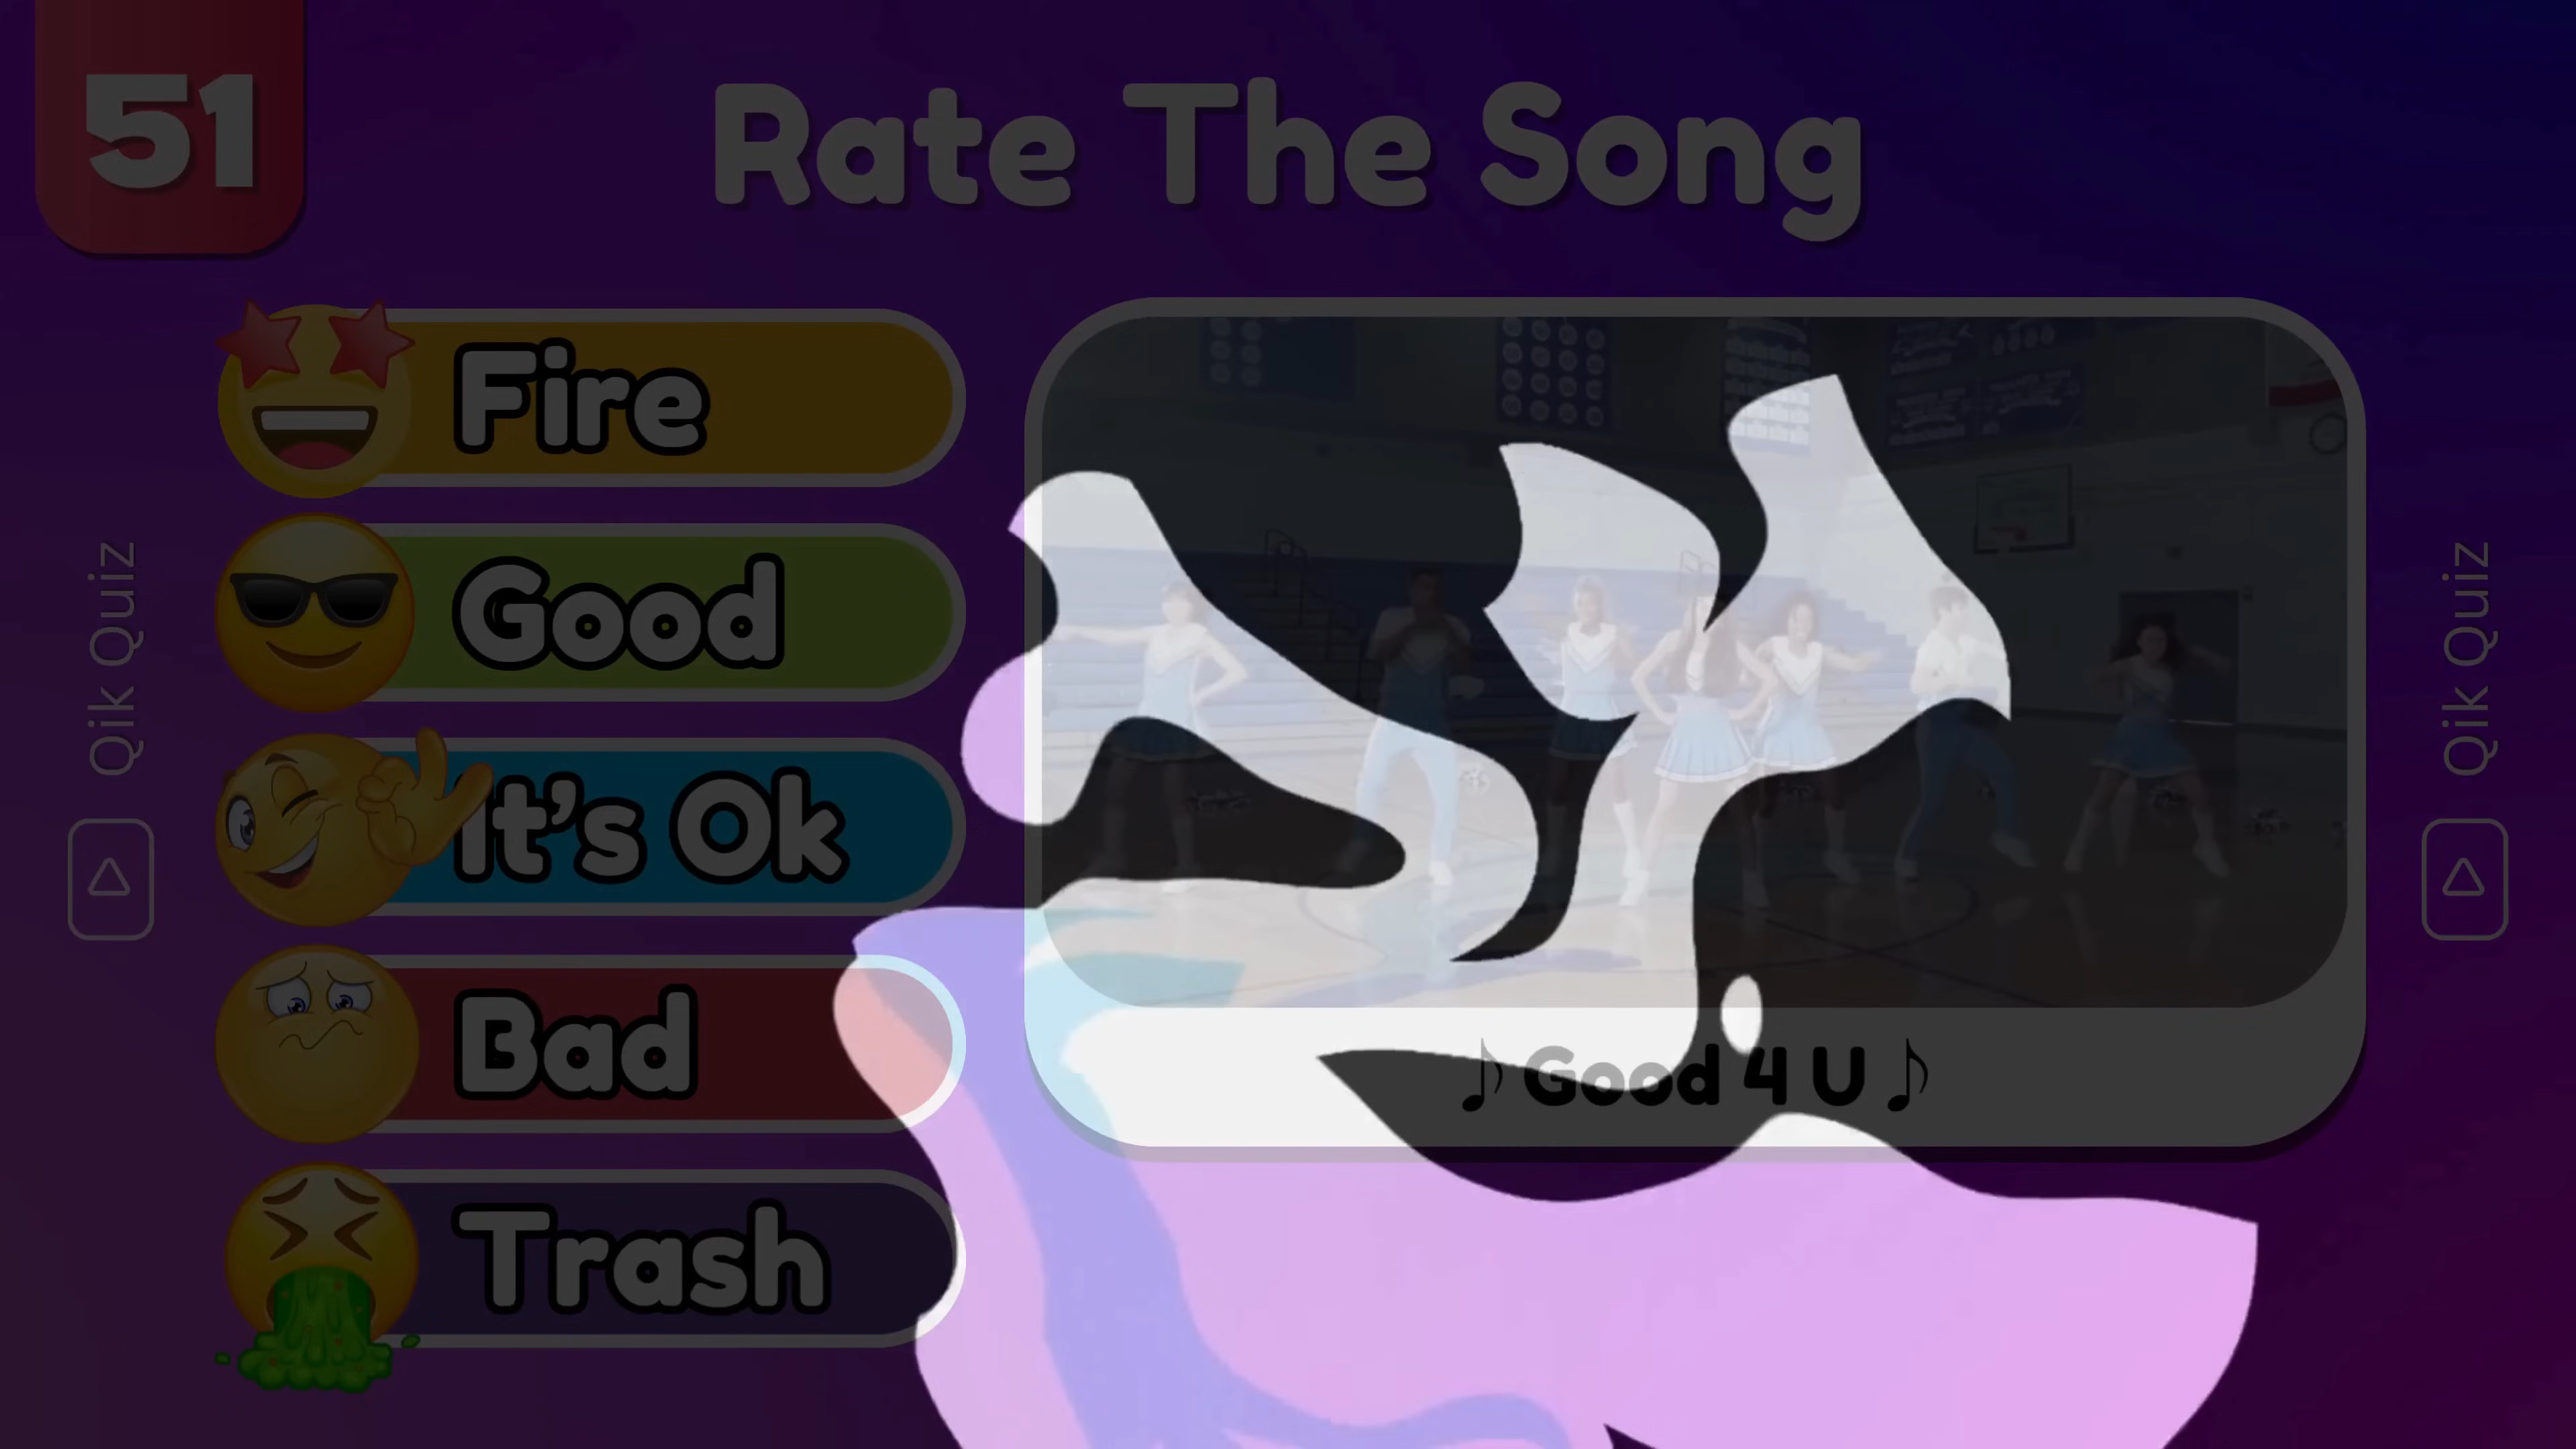 51
Rate The Song
Fire
Good
It's Ok
Bad
Trash
♪ Good 4 U ♪
Qik Quiz
Qik Quiz